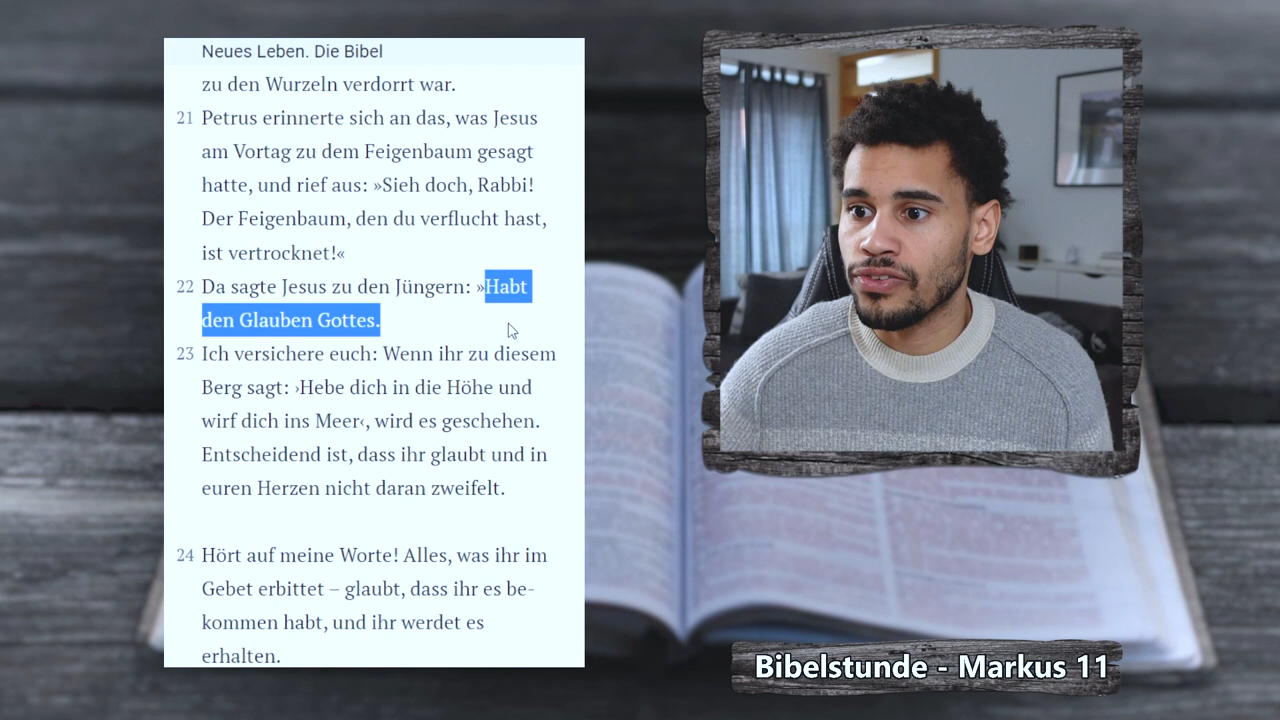 Neues Leben. Die Bibel
zu den Wurzeln verdorrt war.
21 Petrus erinnerte sich an das, was Jesus
am Vortag zu dem Feigenbaum gesagt
hatte, und rief aus: »Sieh doch, Rabbi!
Der Feigenbaum, den du verflucht hast,
ist vertrocknet!«
22 Da sagte Jesus zu den Jüngern: »Habt
den Glauben Gottes.
23 Ich versichere euch: Wenn ihr zu diesem
Berg sagt: ›Hebe dich in die Höhe und
wirf dich ins Meer‹, wird es geschehen.
Entscheidend ist, dass ihr glaubt und in
euren Herzen nicht daran zweifelt.
24 Hört auf meine Worte! Alles, was ihr im
Gebet erbittet – glaubt, dass ihr es be-
kommen habt, und ihr werdet es
erhalten.
Bibelstunde - Markus 11